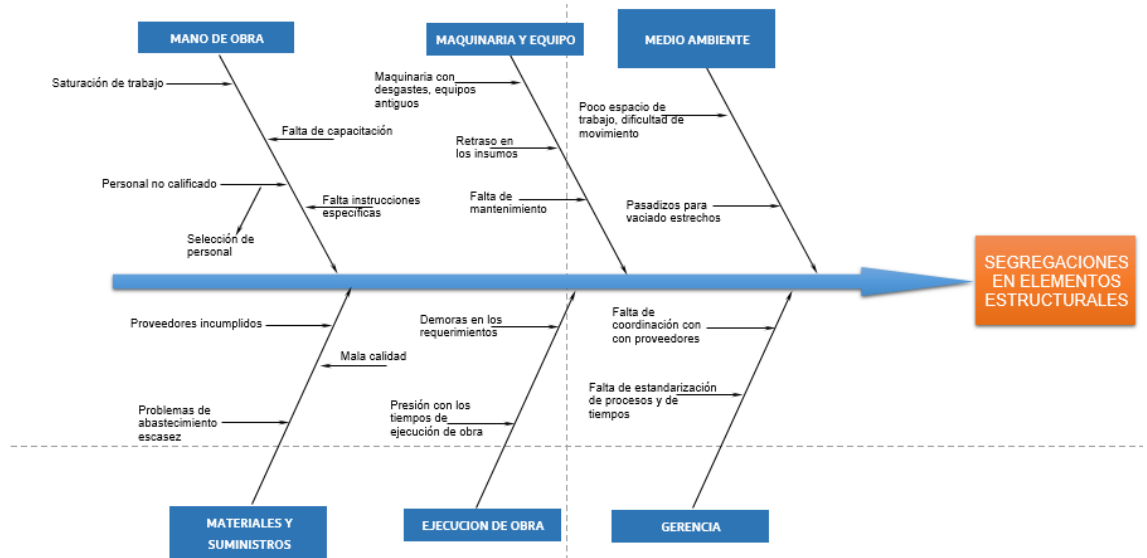 MANO DE OBRA
MAQUINARIA Y EQUIPO
MEDIO AMBIENTE
Saturación de trabajo
Falta de capacitación
Personal no calificado
Falta instrucciones
especificas
Selección de
personal
Maquinaria con
desgastes, equipos
antiguos
Retraso en
los insumos
Falta de
mantenimiento
Poco espacio de
trabajo, dificultad de
movimiento
Pasadizos para
vaciado estrechos
SEGREGACIONES
EN ELEMENTOS
ESTRUCTURALES
Proveedores incumplidos
Mala calidad
Problemas de
abastecimiento
escasez
Demoras en los
requerimientos
Presión con los
tiempos de
ejecución de obra
Falta de
coordinación con
con proveedores
Falta de estandarización
de procesos y de
tiempos
MATERIALES Y
SUMINISTROS
EJECUCION DE OBRA
GERENCIA